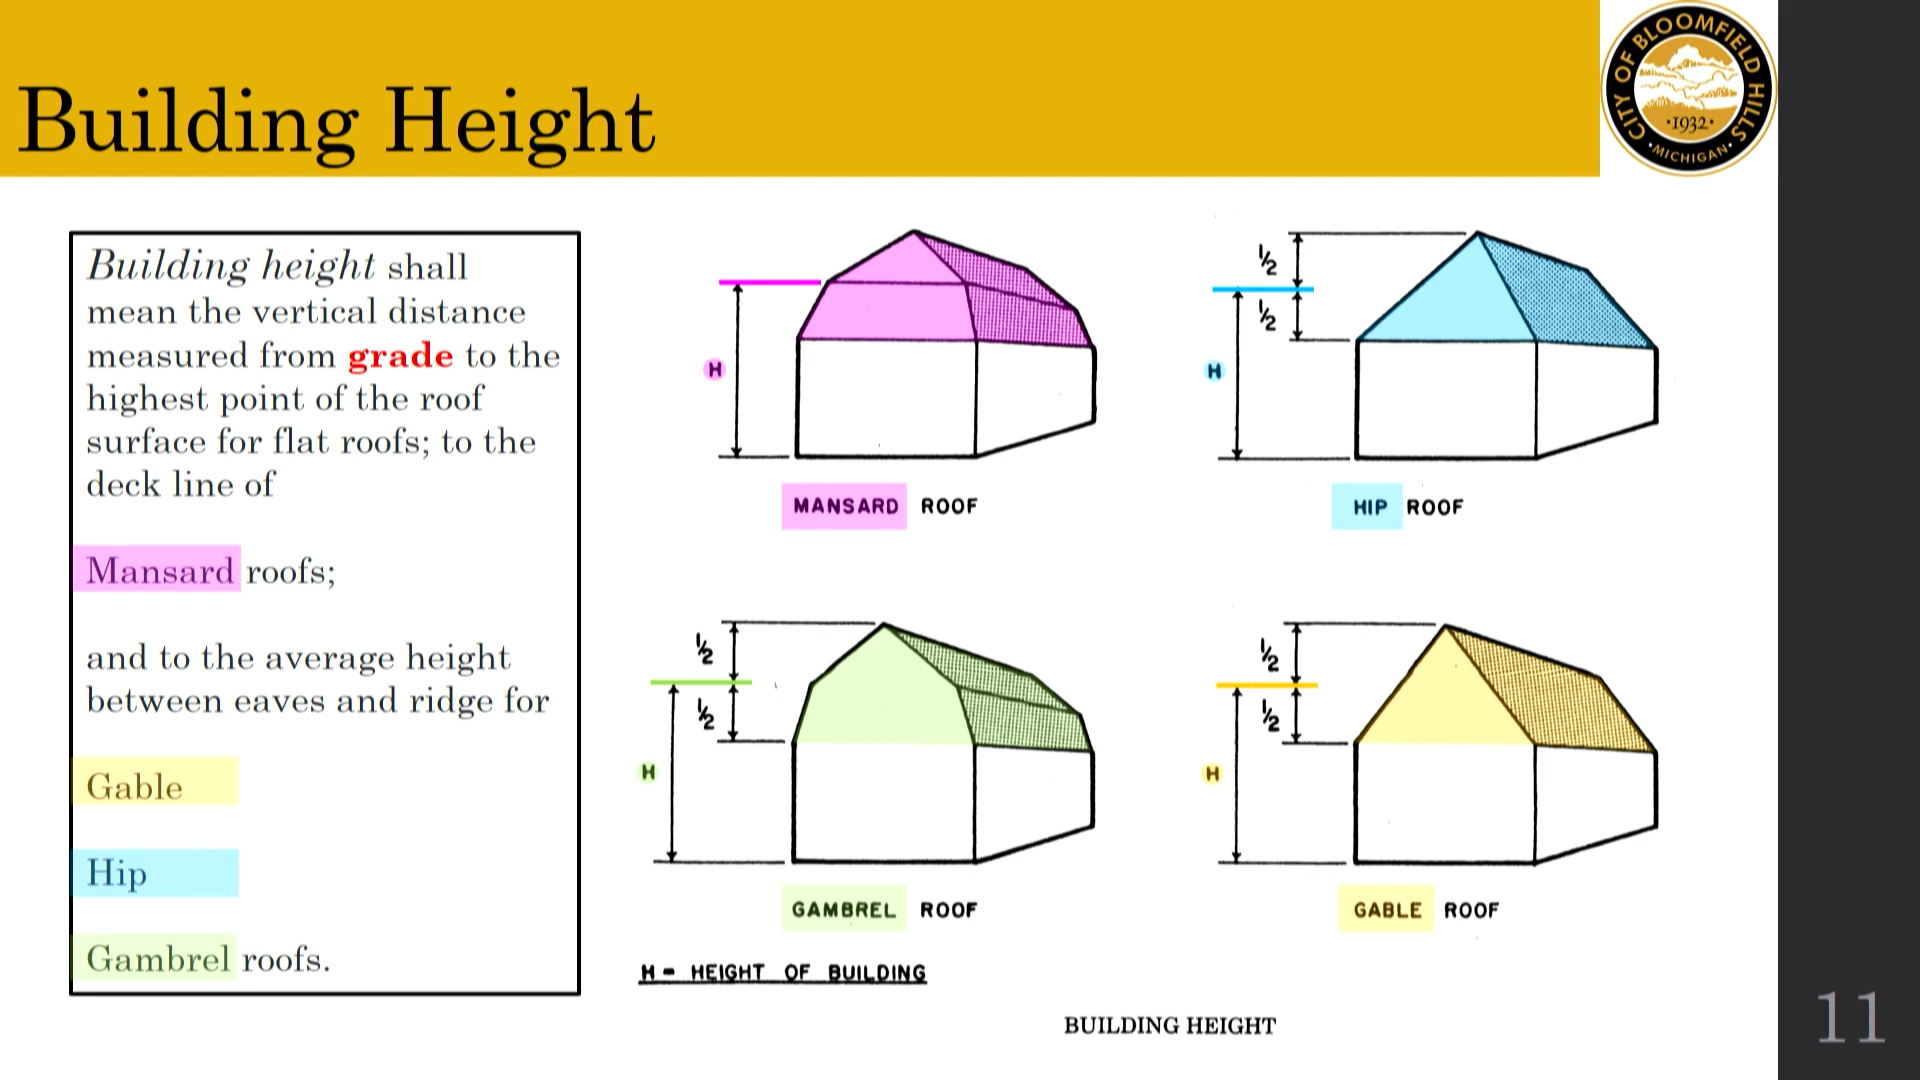 Building Height
CITY OF BLOOMFIELD HILLS
•1932•
•MICHIGAN•
Building height shall
mean the vertical distance
measured from grade to the
highest point of the roof
surface for flat roofs; to the
deck line of
Mansard roofs;
and to the average height
between eaves and ridge for
Gable
Hip
Gambrel roofs.
H
MANSARD ROOF
½
½
H
HIP ROOF
½
½
H
GAMBREL ROOF
½
½
H
GABLE ROOF
H = HEIGHT OF BUILDING
BUILDING HEIGHT
11